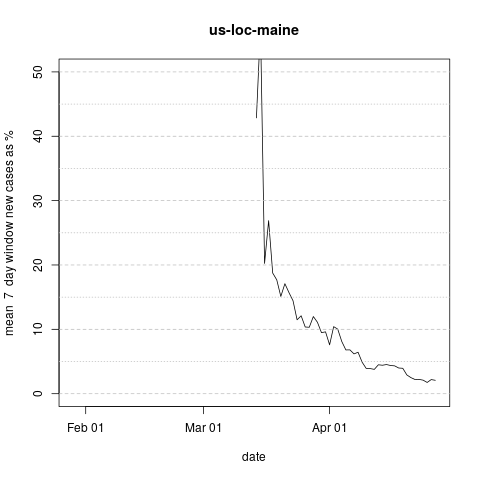 us-loc-maine
mean  7  day window new cases as %
50
40
30
20
10
0
Feb 01
Mar 01
Apr 01
date